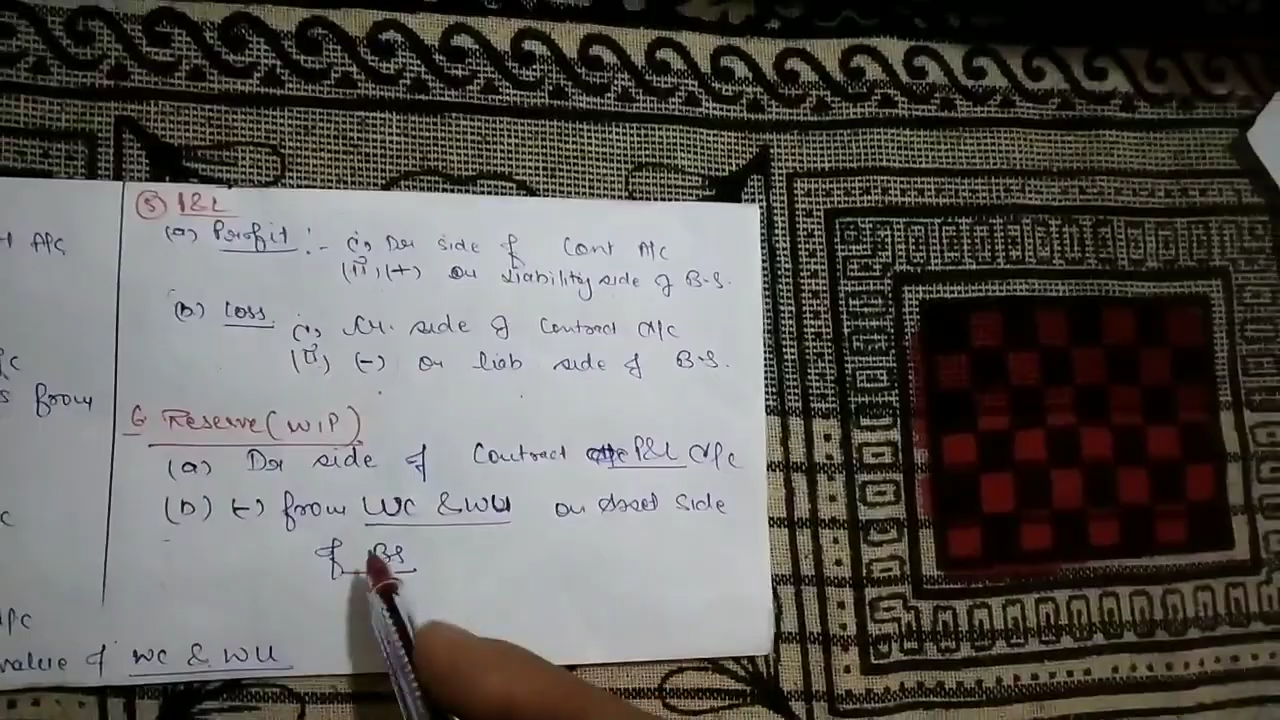 A/c
s from
value of WC & WU
⑤ P&L
(a) Profit :- (i) Dr side of Cont A/c
(ii) (+) on liability side of B.S.
(b) Loss
(i) Cr. side of Contract A/c
(ii) (-) on liab side of B.S.
6 Reserve (WIP)
(a) Dr side of Contract P&L A/c
(b) (-) from WC & WU on Asset side
of BS